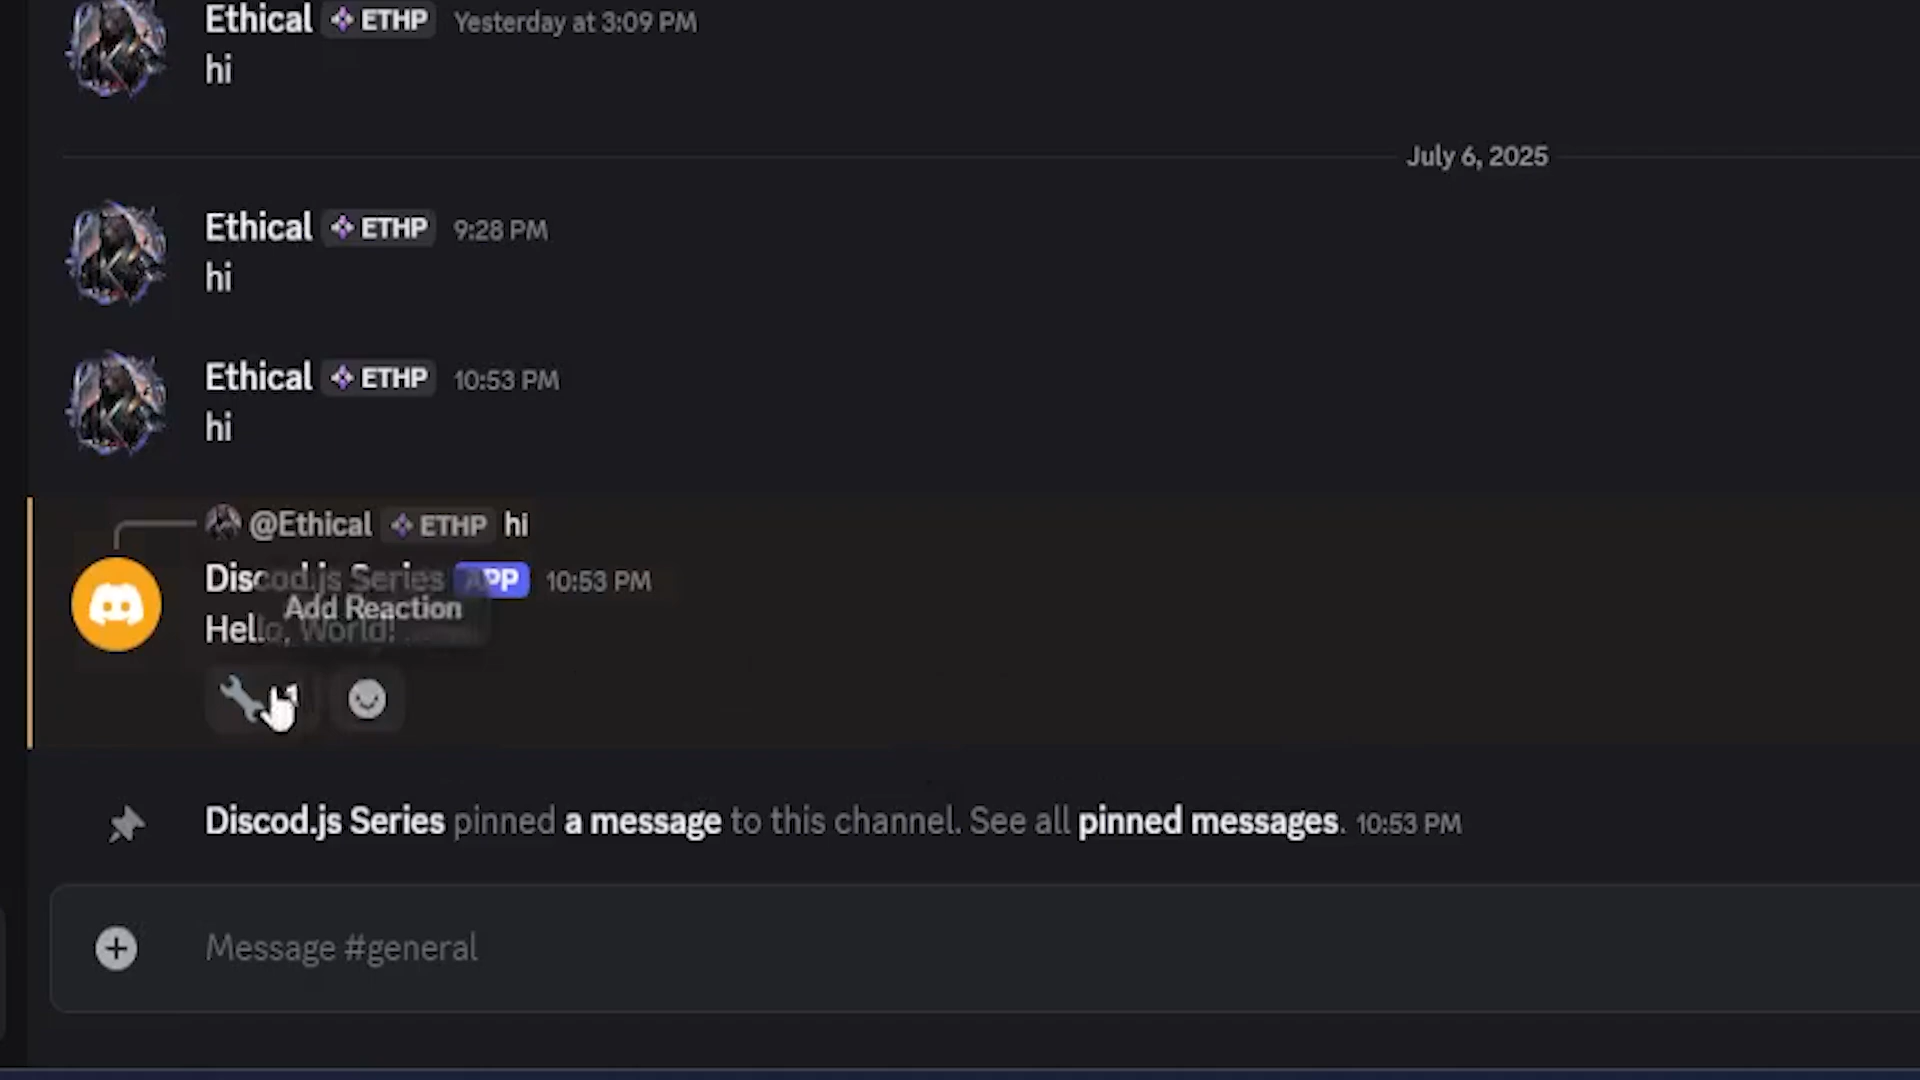 Ethical ETHP Yesterday at 3:09 PM
hi
July 6, 2025
Ethical ETHP 9:28 PM
hi
Ethical ETHP 10:53 PM
hi
@Ethical ETHP hi
Discod.js Series APP 10:53 PM
Add Reaction
Hello, World!
1
Discod.js Series pinned a message to this channel. See all pinned messages. 10:53 PM
Message #general